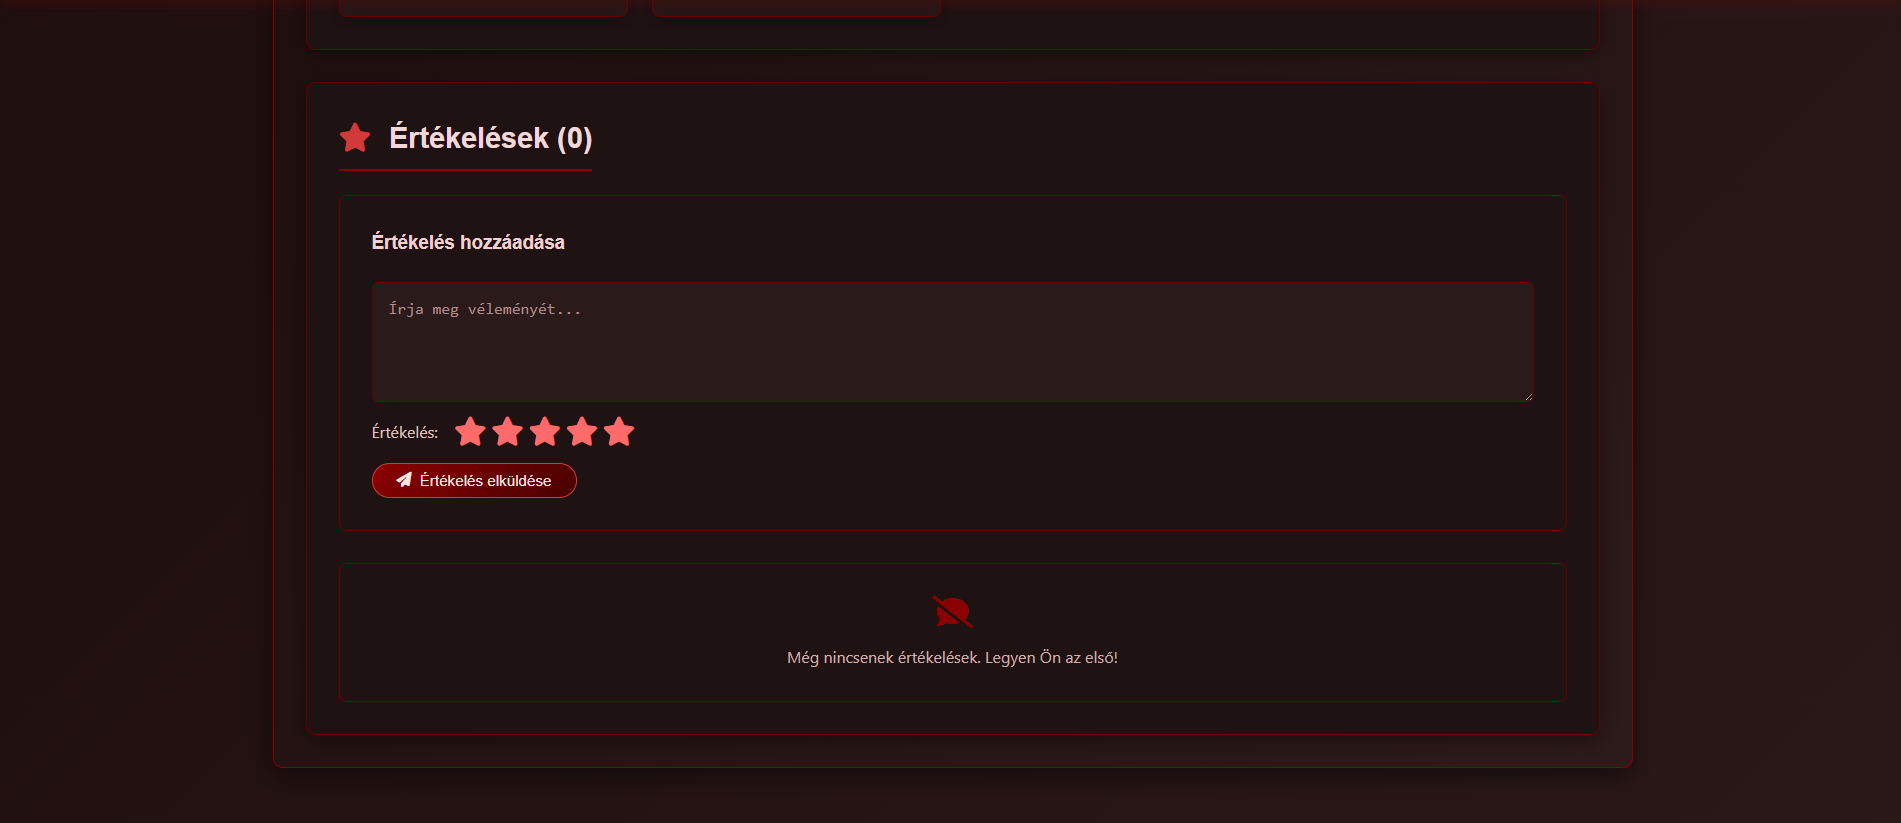 Értékelések (0)
Értékelés hozzáadása
Írja meg véleményét...
Értékelés:
Értékelés elküldése
Még nincsenek értékelések. Legyen Ön az első!